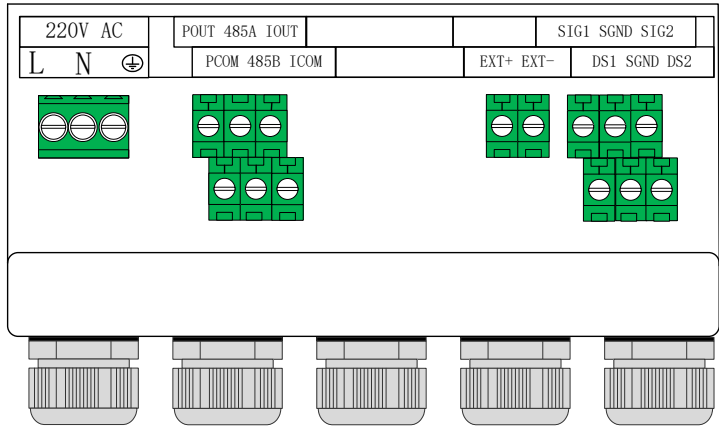 220V AC
POUT 485A IOUT
SIG1 SGND SIG2
L N ⏚
PCOM 485B ICOM
EXT+ EXT-
DS1 SGND DS2